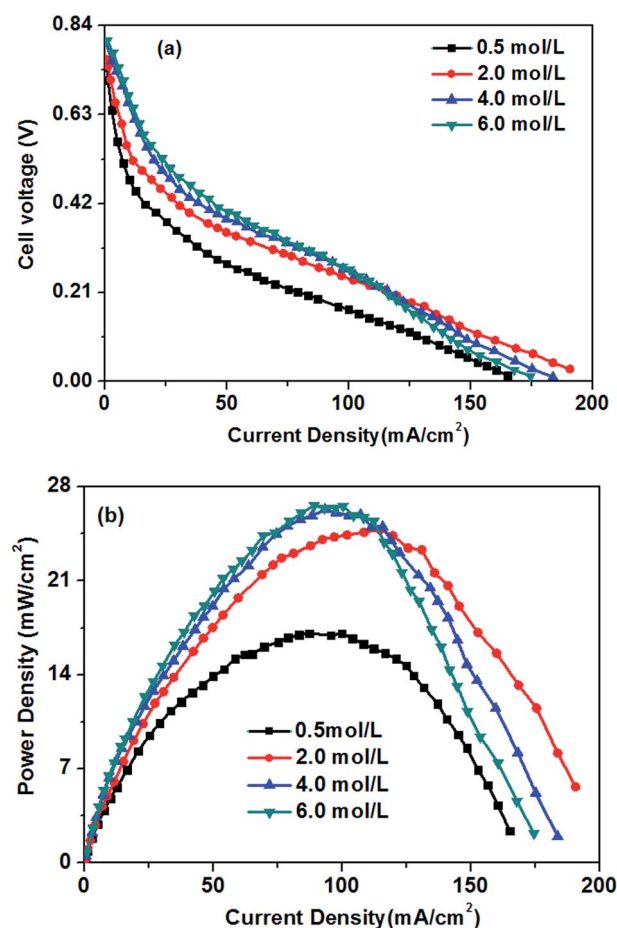 (a)
0.5 mol/L
2.0 mol/L
4.0 mol/L
6.0 mol/L
0.84
0.63
0.42
0.21
0.00
Cell voltage (V)
0 50 100 150 200
Current Density(mA/cm²)
(b)
28
21
14
7
0
Power Density (mW/cm²)
0.5mol/L
2.0 mol/L
4.0 mol/L
6.0 mol/L
0 50 100 150 200
Current Density(mA/cm²)